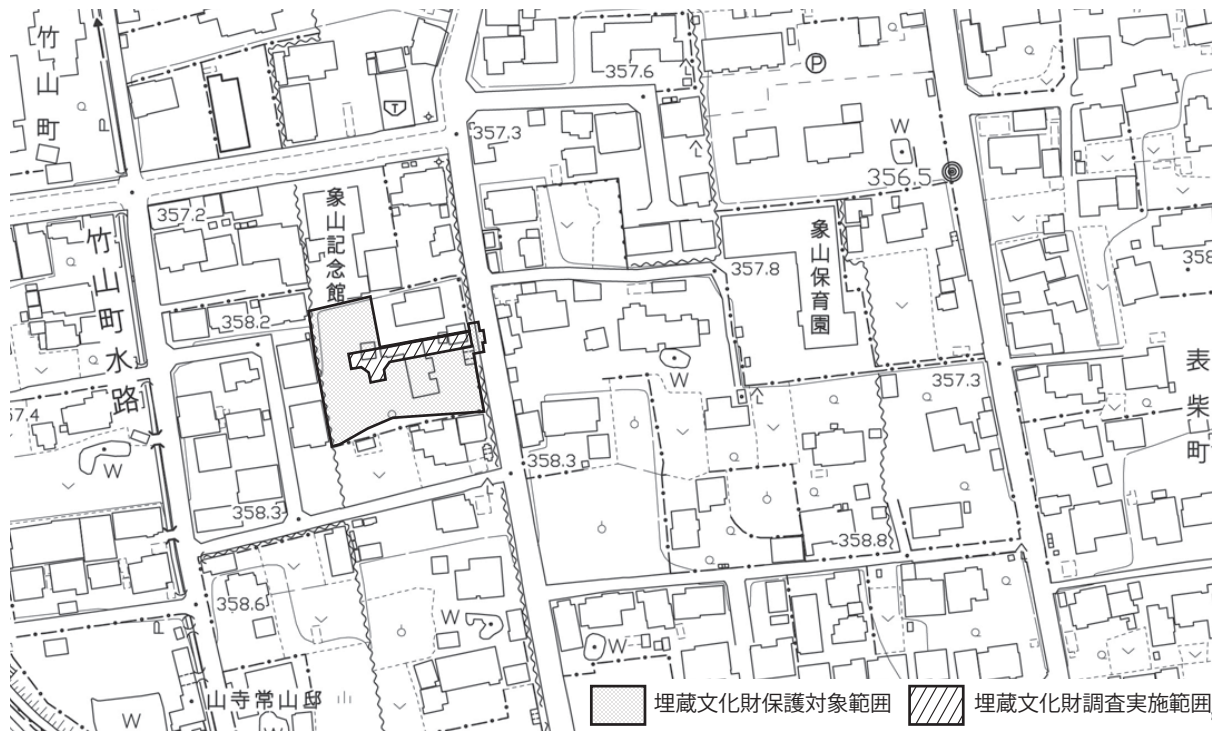 竹山町
357.6
P
357.3
W
356.5
357.2
象山記念館
竹山町水路
象山保育園
357.8
358
358.2
W
表柴町
357.3
57.4
W
358.3
358.3
358.8
358.6
W
W
山寺常山邸
W
W
埋蔵文化財保護対象範囲
埋蔵文化財調査実施範囲